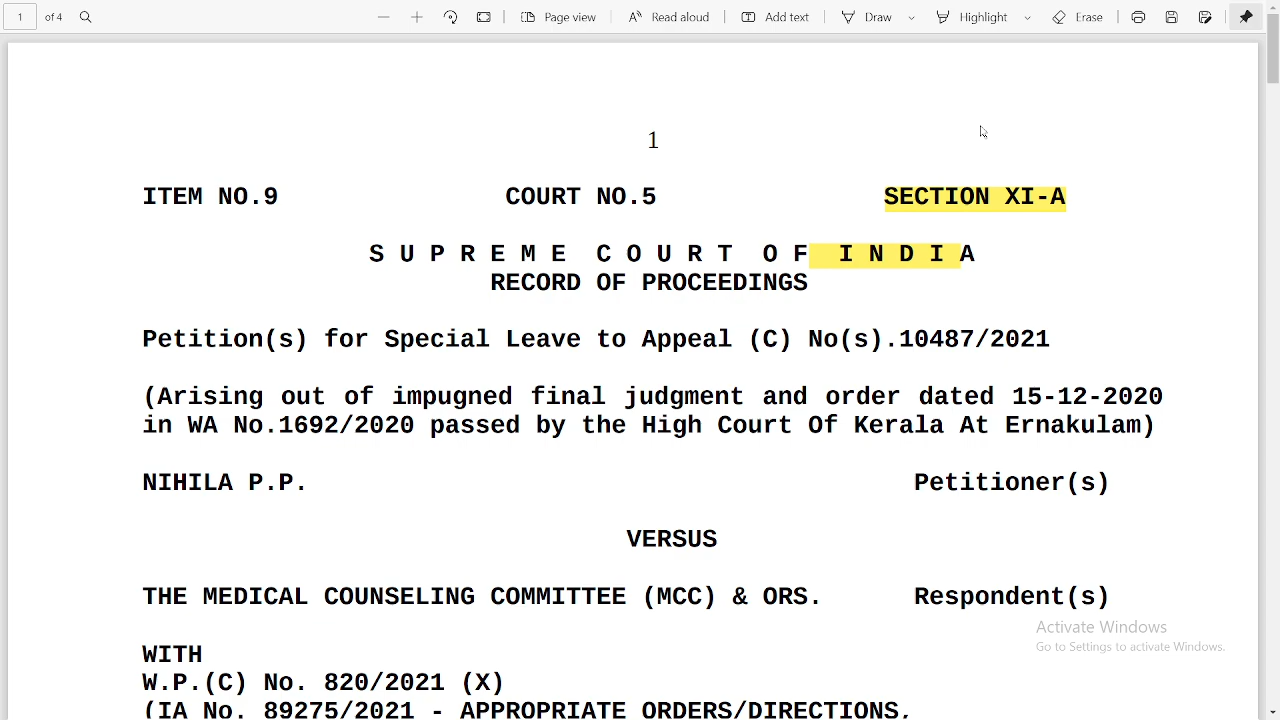 1 of 4 Page view Read aloud Add text Draw Highlight Erase
1
ITEM NO.9 COURT NO.5 SECTION XI-A
S U P R E M E C O U R T O F I N D I A
RECORD OF PROCEEDINGS
Petition(s) for Special Leave to Appeal (C) No(s).10487/2021
(Arising out of impugned final judgment and order dated 15-12-2020
in WA No.1692/2020 passed by the High Court Of Kerala At Ernakulam)
NIHILA P.P. Petitioner(s)
VERSUS
THE MEDICAL COUNSELING COMMITTEE (MCC) & ORS. Respondent(s)
Activate Windows
Go to Settings to activate Windows.
WITH
W.P.(C) No. 820/2021 (X)
(IA No. 89275/2021 - APPROPRIATE ORDERS/DIRECTIONS,